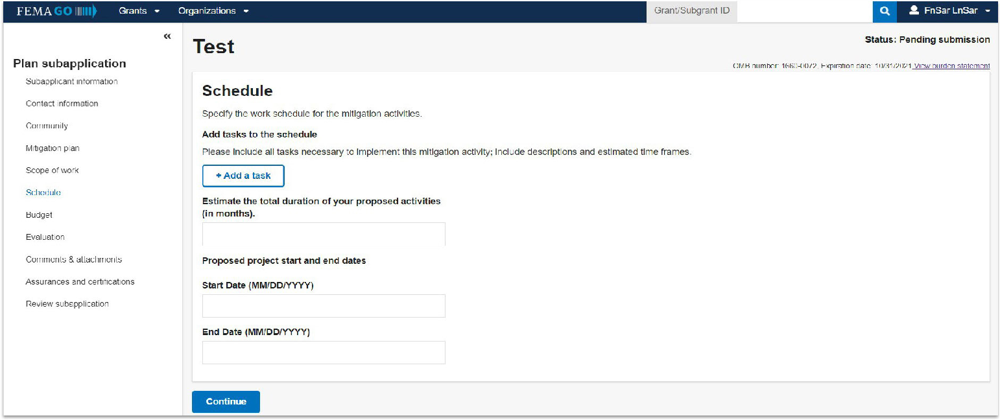 FEMA GO
Grants
Organizations
Grant/Subgrant ID
FnSar LnSar
«
Plan subapplication
Subapplicant information
Contact information
Community
Mitigation plan
Scope of work
Schedule
Budget
Evaluation
Comments & attachments
Assurances and certifications
Review subapplication
Test
Status: Pending submission
OMB number: 1660-0072, Expiration date: 10/31/2021 View burden statement
Schedule
Specify the work schedule for the mitigation activities.
Add tasks to the schedule
Please include all tasks necessary to implement this mitigation activity; include descriptions and estimated time frames.
+ Add a task
Estimate the total duration of your proposed activities
(in months).
Proposed project start and end dates
Start Date (MM/DD/YYYY)
End Date (MM/DD/YYYY)
Continue